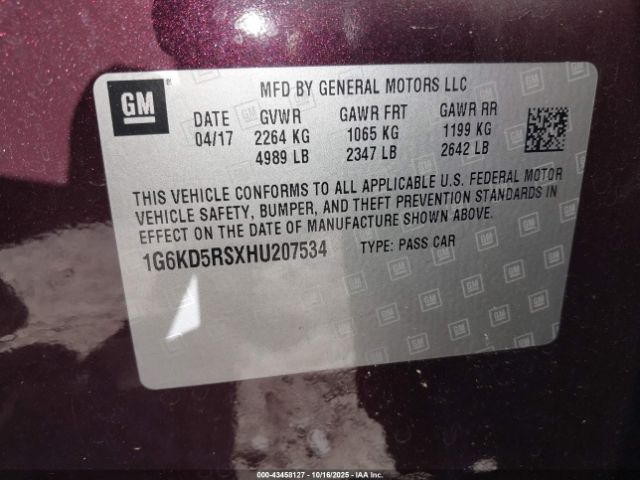 GM
MFD BY GENERAL MOTORS LLC
DATE GVWR GAWR FRT GAWR RR
04/17 2264 KG 1065 KG 1199 KG
4989 LB 2347 LB 2642 LB
THIS VEHICLE CONFORMS TO ALL APPLICABLE U.S. FEDERAL MOTOR
VEHICLE SAFETY, BUMPER, AND THEFT PREVENTION STANDARDS IN
EFFECT ON THE DATE OF MANUFACTURE SHOWN ABOVE.
1G6KD5RSXHU207534 TYPE: PASS CAR
000-43458127 - 10/16/2025 - IAA Inc.